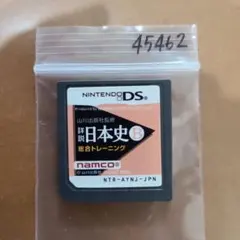 45462
NINTENDO DS
山川出版社監修
詳説 日本史B
総合トレーニング
namco
NTR-AYNJ-JPN